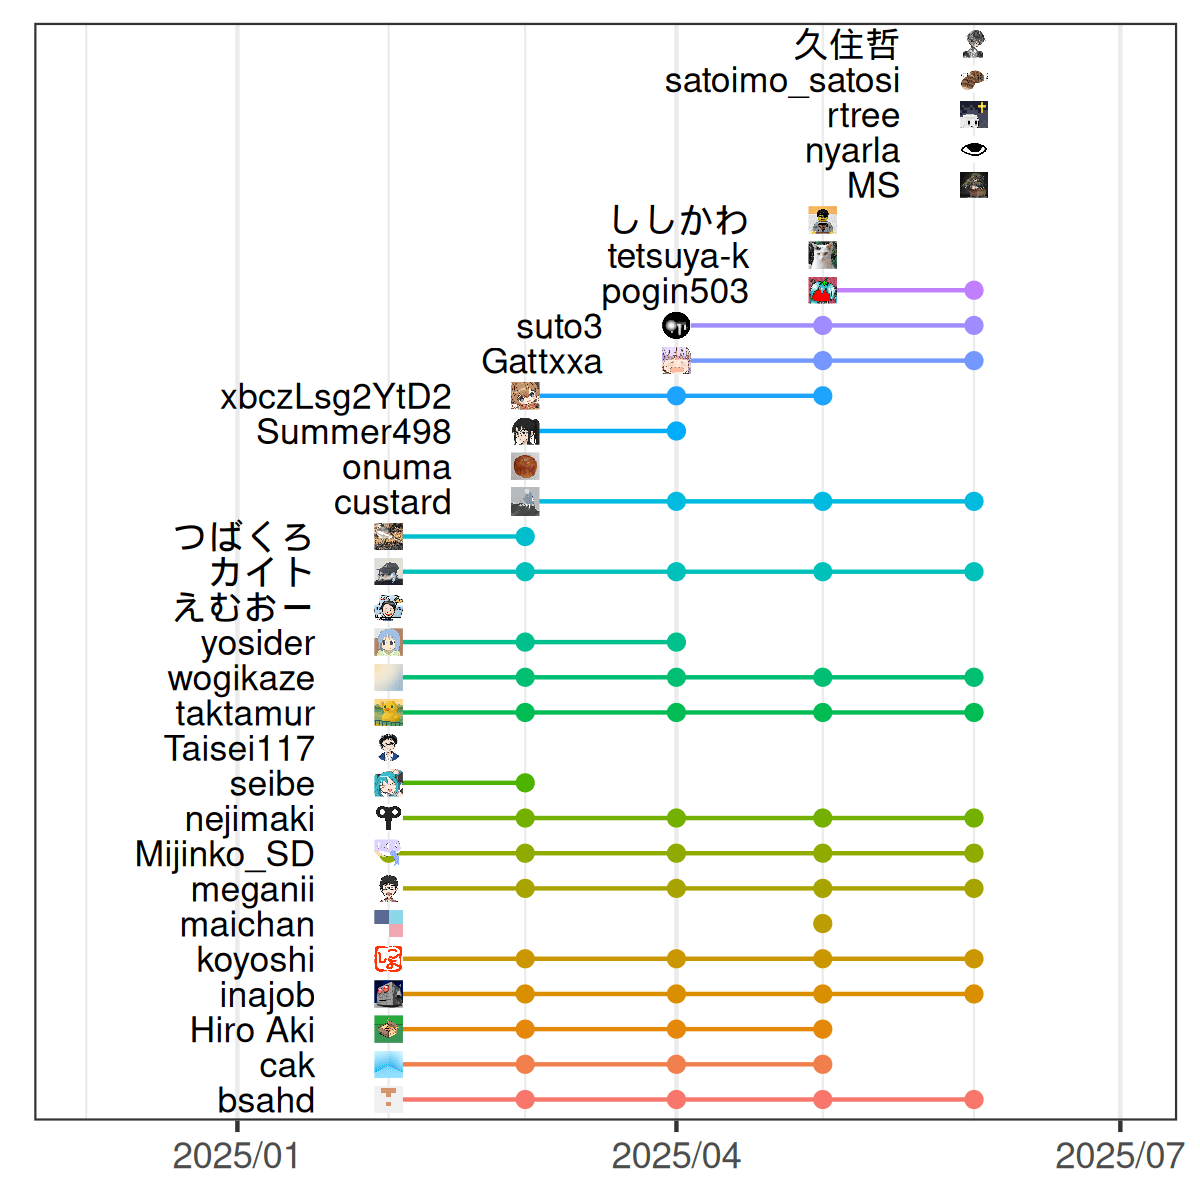 久住哲
satoimo_satosi
rtree
nyarla
MS
ししかわ
tetsuya-k
pogin503
suto3
Gattxxa
xbczLsg2YtD2
Summer498
onuma
custard
つばくろ
カイト
えむおー
yosider
wogikaze
taktamur
Taisei117
seibe
nejimaki
Mijinko_SD
meganii
maichan
koyoshi
inajob
Hiro Aki
cak
bsahd
2025/01
2025/04
2025/07